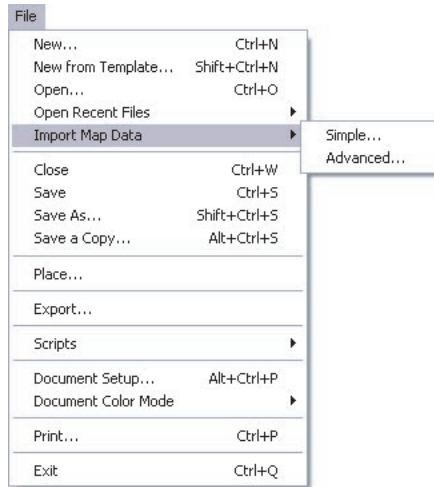 File
New... Ctrl+N
New from Template... Shift+Ctrl+N
Open... Ctrl+O
Open Recent Files
Import Map Data
Simple...
Advanced...
Close Ctrl+W
Save Ctrl+S
Save As... Shift+Ctrl+S
Save a Copy... Alt+Ctrl+S
Place...
Export...
Scripts
Document Setup... Alt+Ctrl+P
Document Color Mode
Print... Ctrl+P
Exit Ctrl+Q